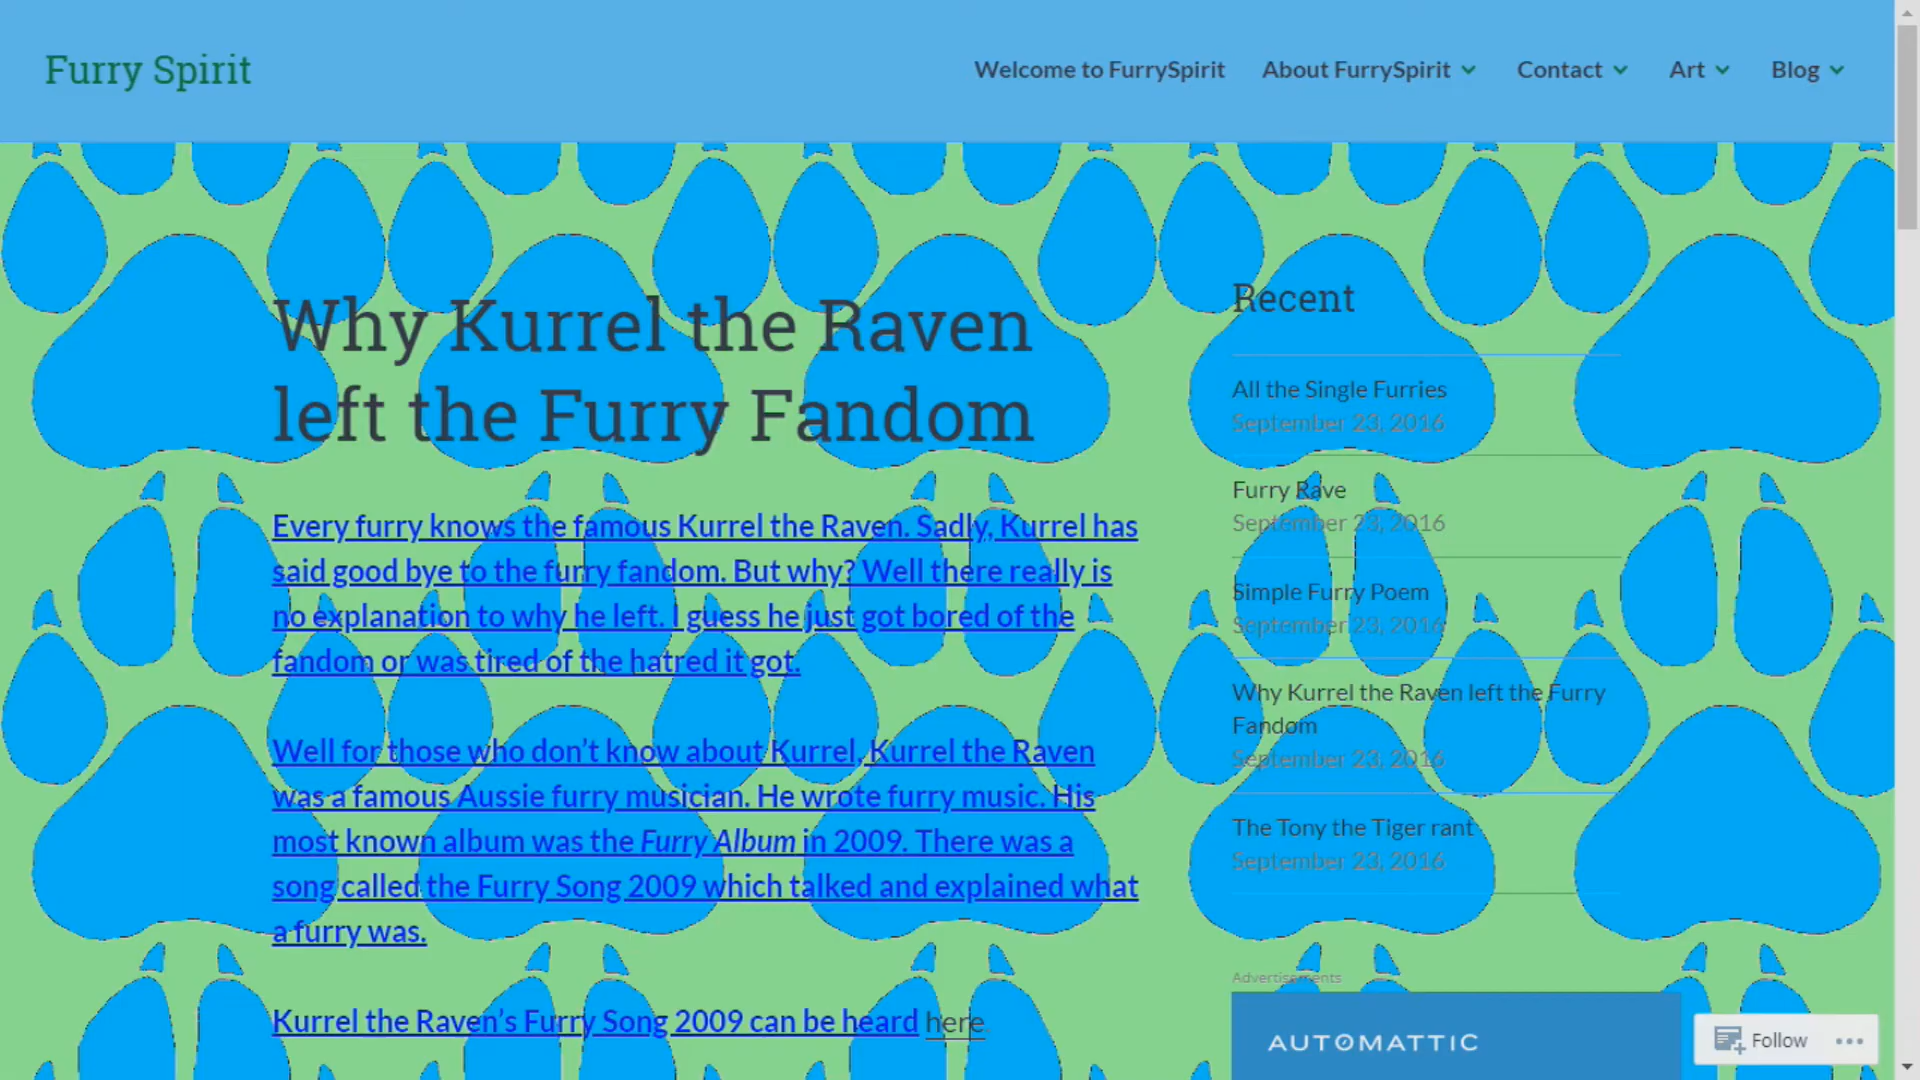 Furry Spirit
Welcome to FurrySpirit
About FurrySpirit
Contact
Art
Blog
Why Kurrel the Raven
left the Furry Fandom
Every furry knows the famous Kurrel the Raven. Sadly, Kurrel has
said good bye to the furry fandom. But why? Well there really is
no explanation to why he left. I guess he just got bored of the
fandom or was tired of the hatred it got.
Well for those who don't know about Kurrel, Kurrel the Raven
was a famous Aussie furry musician. He wrote furry music. His
most known album was the Furry Album in 2009. There was a
song called the Furry Song 2009 which talked and explained what
a furry was.
Kurrel the Raven's Furry Song 2009 can be heard here
Recent
All the Single Furries
September 23, 2016
Furry Rave
September 23, 2016
Simple Furry Poem
September 23, 2016
Why Kurrel the Raven left the Furry
Fandom
September 23, 2016
The Tony the Tiger rant
September 23, 2016
Advertisements
AUTOMATTIC
Follow